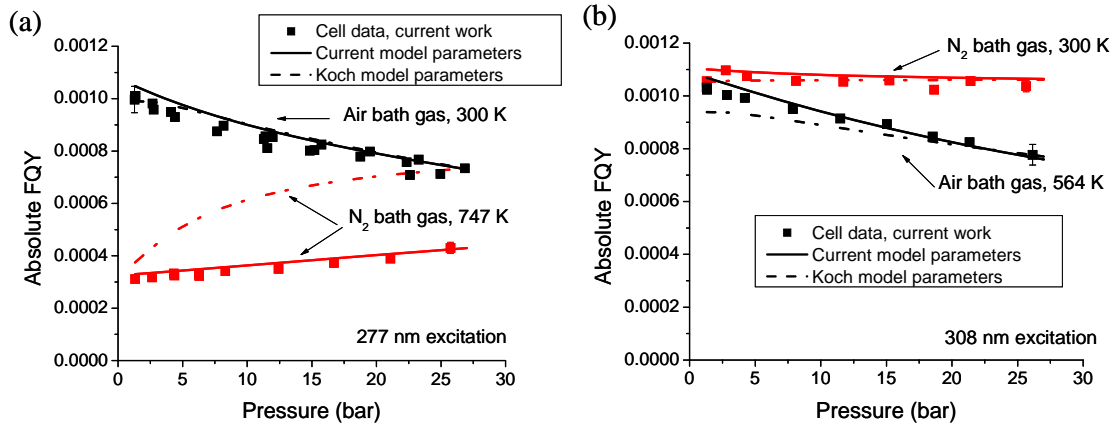 (a)
Cell data, current work
Current model parameters
Koch model parameters
Air bath gas, 300 K
N₂ bath gas, 747 K
277 nm excitation
Absolute FQY
0.0012
0.0010
0.0008
0.0006
0.0004
0.0002
0.0000
0 5 10 15 20 25 30
Pressure (bar)
(b)
N₂ bath gas, 300 K
Air bath gas, 564 K
Cell data, current work
Current model parameters
Koch model parameters
308 nm excitation
Absolute FQY
0.0012
0.0010
0.0008
0.0006
0.0004
0.0002
0.0000
0 5 10 15 20 25 30
Pressure (bar)